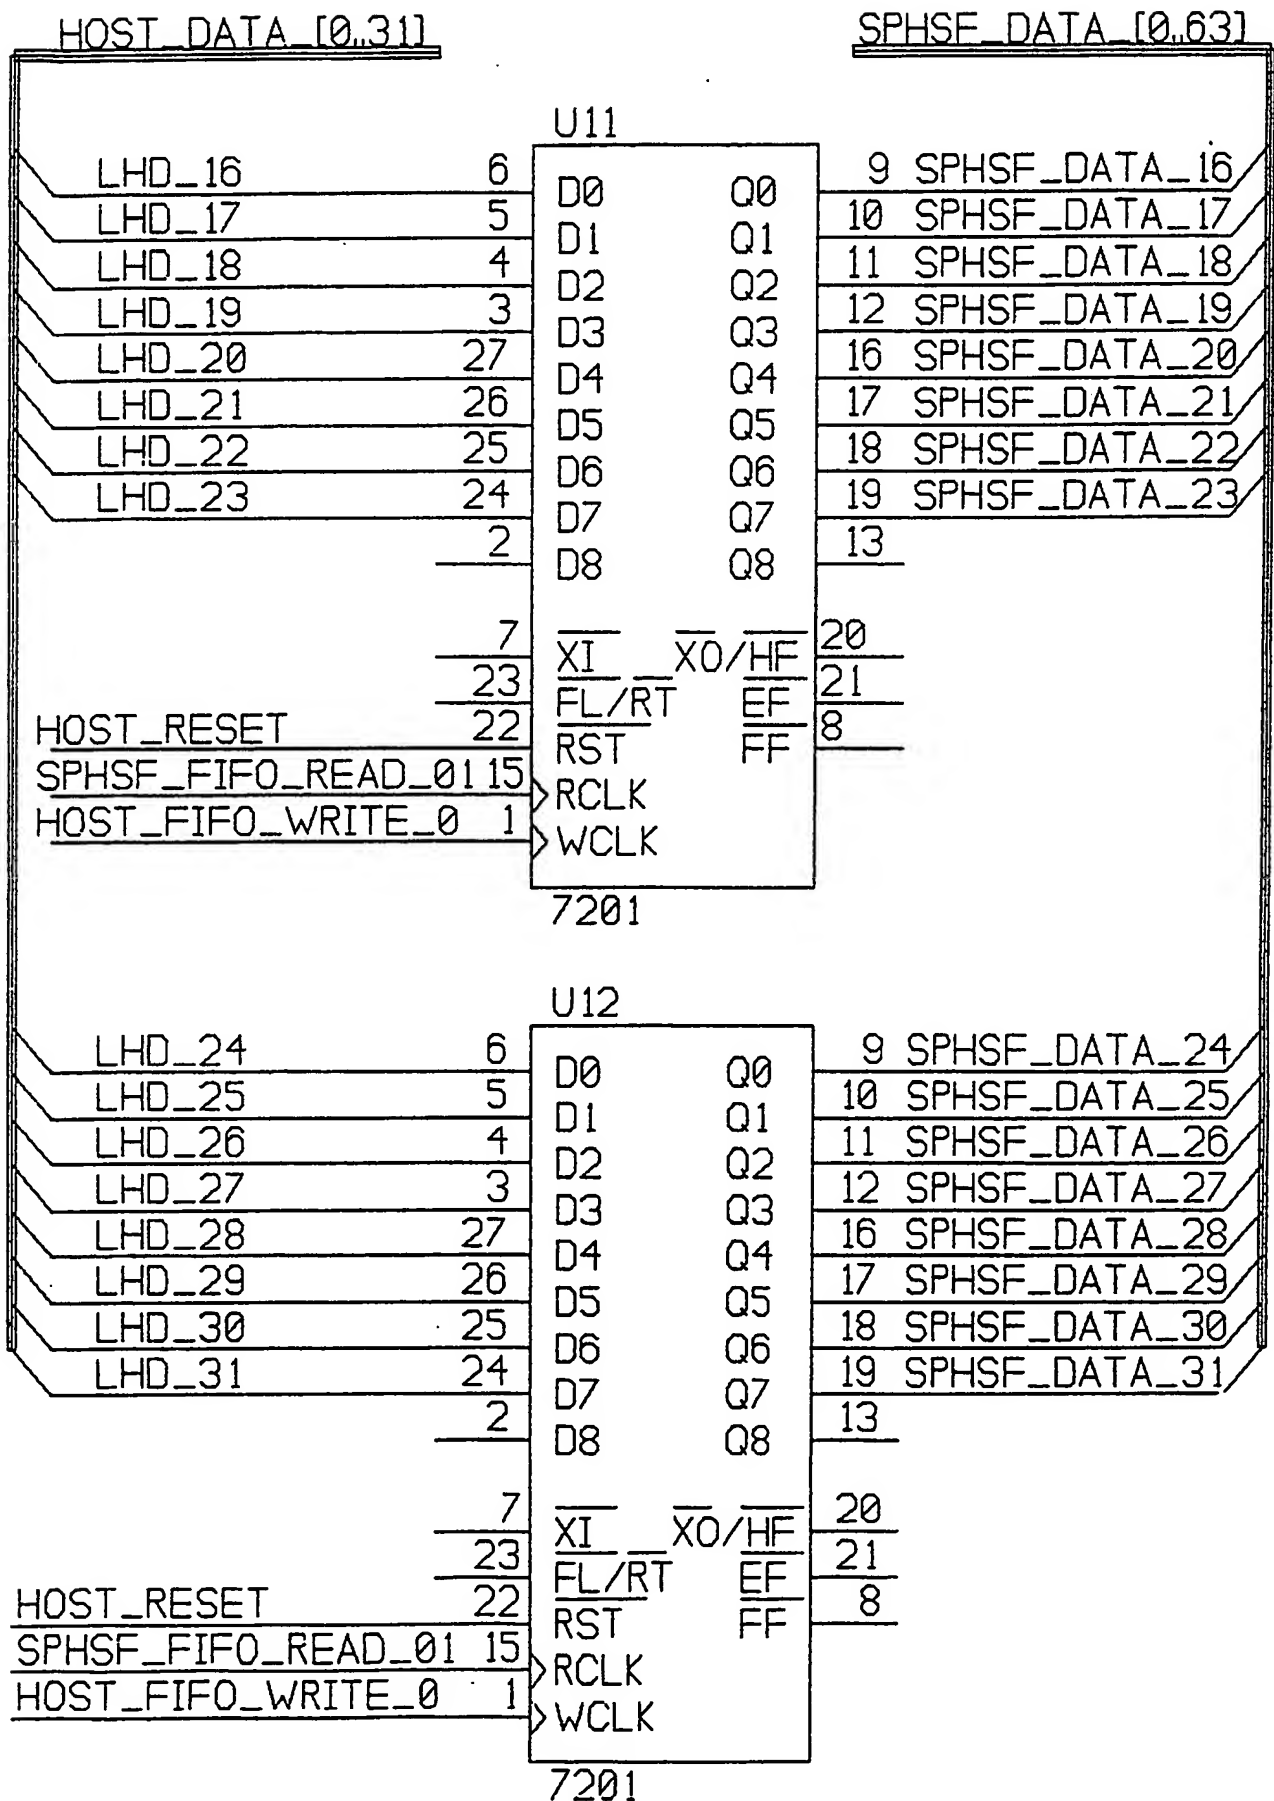 HOST_DATA_[0..31] SPHSF_DATA_[0..63]
U11
LHD_16 6 D0 Q0 9 SPHSF_DATA_16
LHD_17 5 D1 Q1 10 SPHSF_DATA_17
LHD_18 4 D2 Q2 11 SPHSF_DATA_18
LHD_19 3 D3 Q3 12 SPHSF_DATA_19
LHD_20 27 D4 Q4 16 SPHSF_DATA_20
LHD_21 26 D5 Q5 17 SPHSF_DATA_21
LHD_22 25 D6 Q6 18 SPHSF_DATA_22
LHD_23 24 D7 Q7 19 SPHSF_DATA_23
2 D8 Q8 13
7 XI XO/HF 20
23 FL/RT EF 21
HOST_RESET 22 RST FF 8
SPHSF_FIFO_READ_01 15 RCLK
HOST_FIFO_WRITE_0 1 WCLK
7201
U12
LHD_24 6 D0 Q0 9 SPHSF_DATA_24
LHD_25 5 D1 Q1 10 SPHSF_DATA_25
LHD_26 4 D2 Q2 11 SPHSF_DATA_26
LHD_27 3 D3 Q3 12 SPHSF_DATA_27
LHD_28 27 D4 Q4 16 SPHSF_DATA_28
LHD_29 26 D5 Q5 17 SPHSF_DATA_29
LHD_30 25 D6 Q6 18 SPHSF_DATA_30
LHD_31 24 D7 Q7 19 SPHSF_DATA_31
2 D8 Q8 13
7 XI XO/HF 20
23 FL/RT EF 21
HOST_RESET 22 RST FF 8
SPHSF_FIFO_READ_01 15 RCLK
HOST_FIFO_WRITE_0 1 WCLK
7201